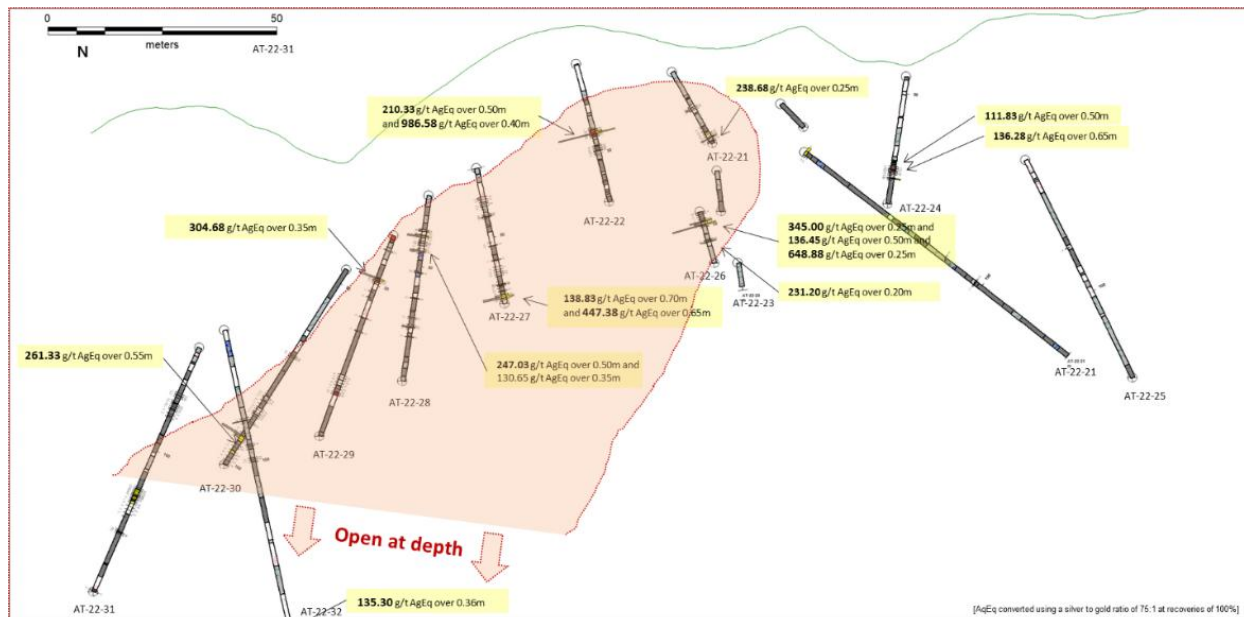 0
50
meters
N
AT-22-31
210.33 g/t AgEq over 0.50m
and 986.58 g/t AgEq over 0.40m
238.68 g/t AgEq over 0.25m
111.83 g/t AgEq over 0.50m
136.28 g/t AgEq over 0.65m
AT-22-21
AT-22-22
AT-22-24
304.68 g/t AgEq over 0.35m
345.00 g/t AgEq over 0.25m and
136.45 g/t AgEq over 0.50m and
648.88 g/t AgEq over 0.25m
AT-22-26
231.20 g/t AgEq over 0.20m
AT-22-23
138.83 g/t AgEq over 0.70m
and 447.38 g/t AgEq over 0.65m
AT-22-27
261.33 g/t AgEq over 0.55m
247.03 g/t AgEq over 0.50m and
130.65 g/t AgEq over 0.35m
AT-22-21
AT-22-25
AT-22-28
AT-22-29
AT-22-30
Open at depth
AT-22-31
AT-22-32
135.30 g/t AgEq over 0.36m
[AqEq converted using a silver to gold ratio of 75:1 at recoveries of 100%]